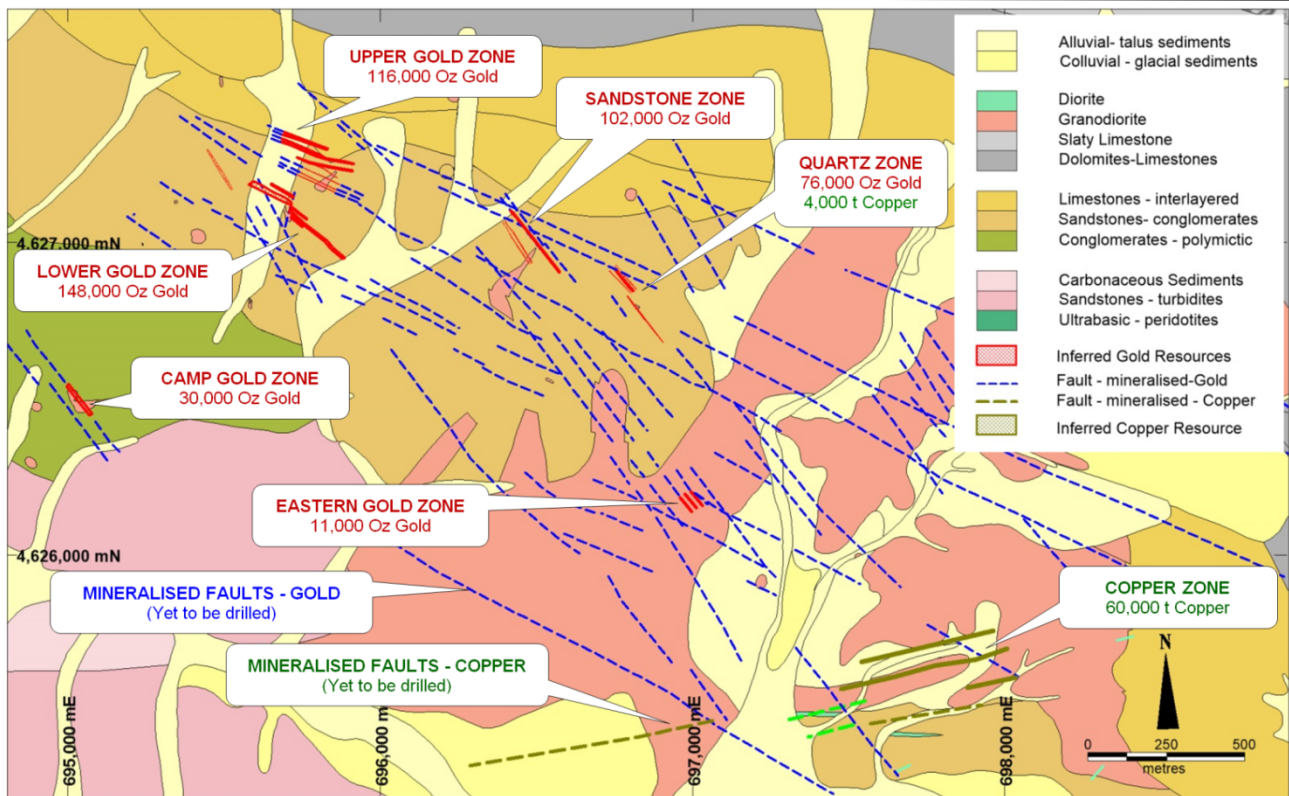 UPPER GOLD ZONE
116,000 Oz Gold
SANDSTONE ZONE
102,000 Oz Gold
QUARTZ ZONE
76,000 Oz Gold
4,000 t Copper
4,627,000 mN
LOWER GOLD ZONE
148,000 Oz Gold
CAMP GOLD ZONE
30,000 Oz Gold
EASTERN GOLD ZONE
11,000 Oz Gold
4,626,000 mN
MINERALISED FAULTS - GOLD
(Yet to be drilled)
COPPER ZONE
60,000 t Copper
MINERALISED FAULTS - COPPER
(Yet to be drilled)
695,000 mE
696,000 mE
697,000 mE
698,000 mE
N
0 250 500
metres
Alluvial- talus sediments
Colluvial - glacial sediments
Diorite
Granodiorite
Slaty Limestone
Dolomites-Limestones
Limestones - interlayered
Sandstones- conglomerates
Conglomerates - polymictic
Carbonaceous Sediments
Sandstones - turbidites
Ultrabasic - peridotites
Inferred Gold Resources
Fault - mineralised-Gold
Fault - mineralised - Copper
Inferred Copper Resource